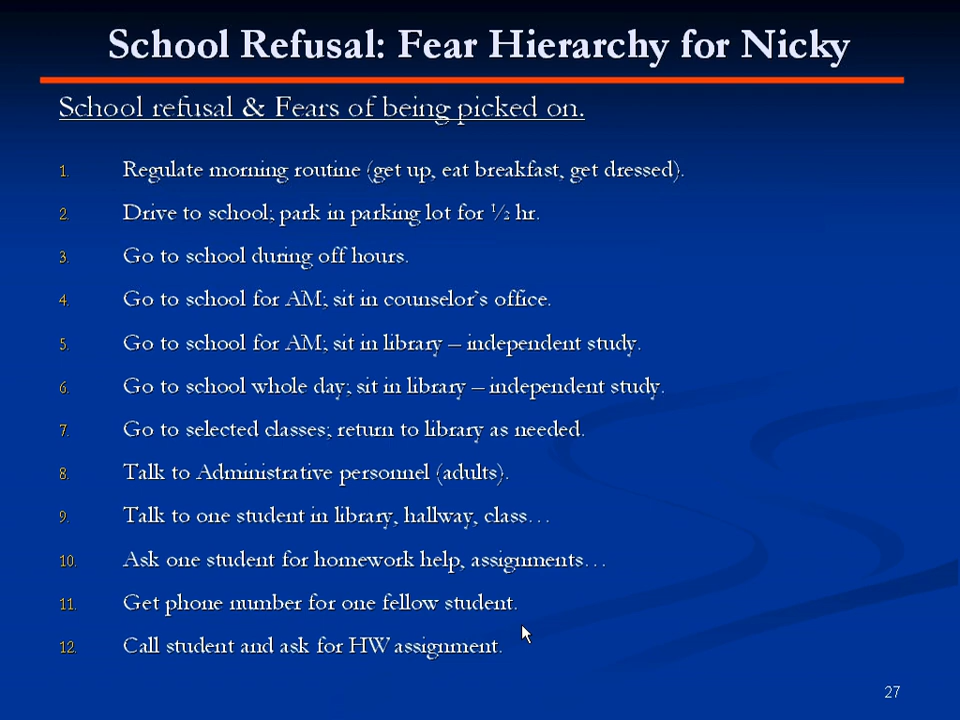 School Refusal: Fear Hierarchy for Nicky
School refusal & Fears of being picked on.
1. Regulate morning routine (get up, eat breakfast, get dressed).
2. Drive to school; park in parking lot for ½ hr.
3. Go to school during off hours.
4. Go to school for AM; sit in counselor's office.
5. Go to school for AM; sit in library – independent study.
6. Go to school whole day; sit in library – independent study.
7. Go to selected classes; return to library as needed.
8. Talk to Administrative personnel (adults).
9. Talk to one student in library, hallway, class…
10. Ask one student for homework help, assignments…
11. Get phone number for one fellow student.
12. Call student and ask for HW assignment.
27